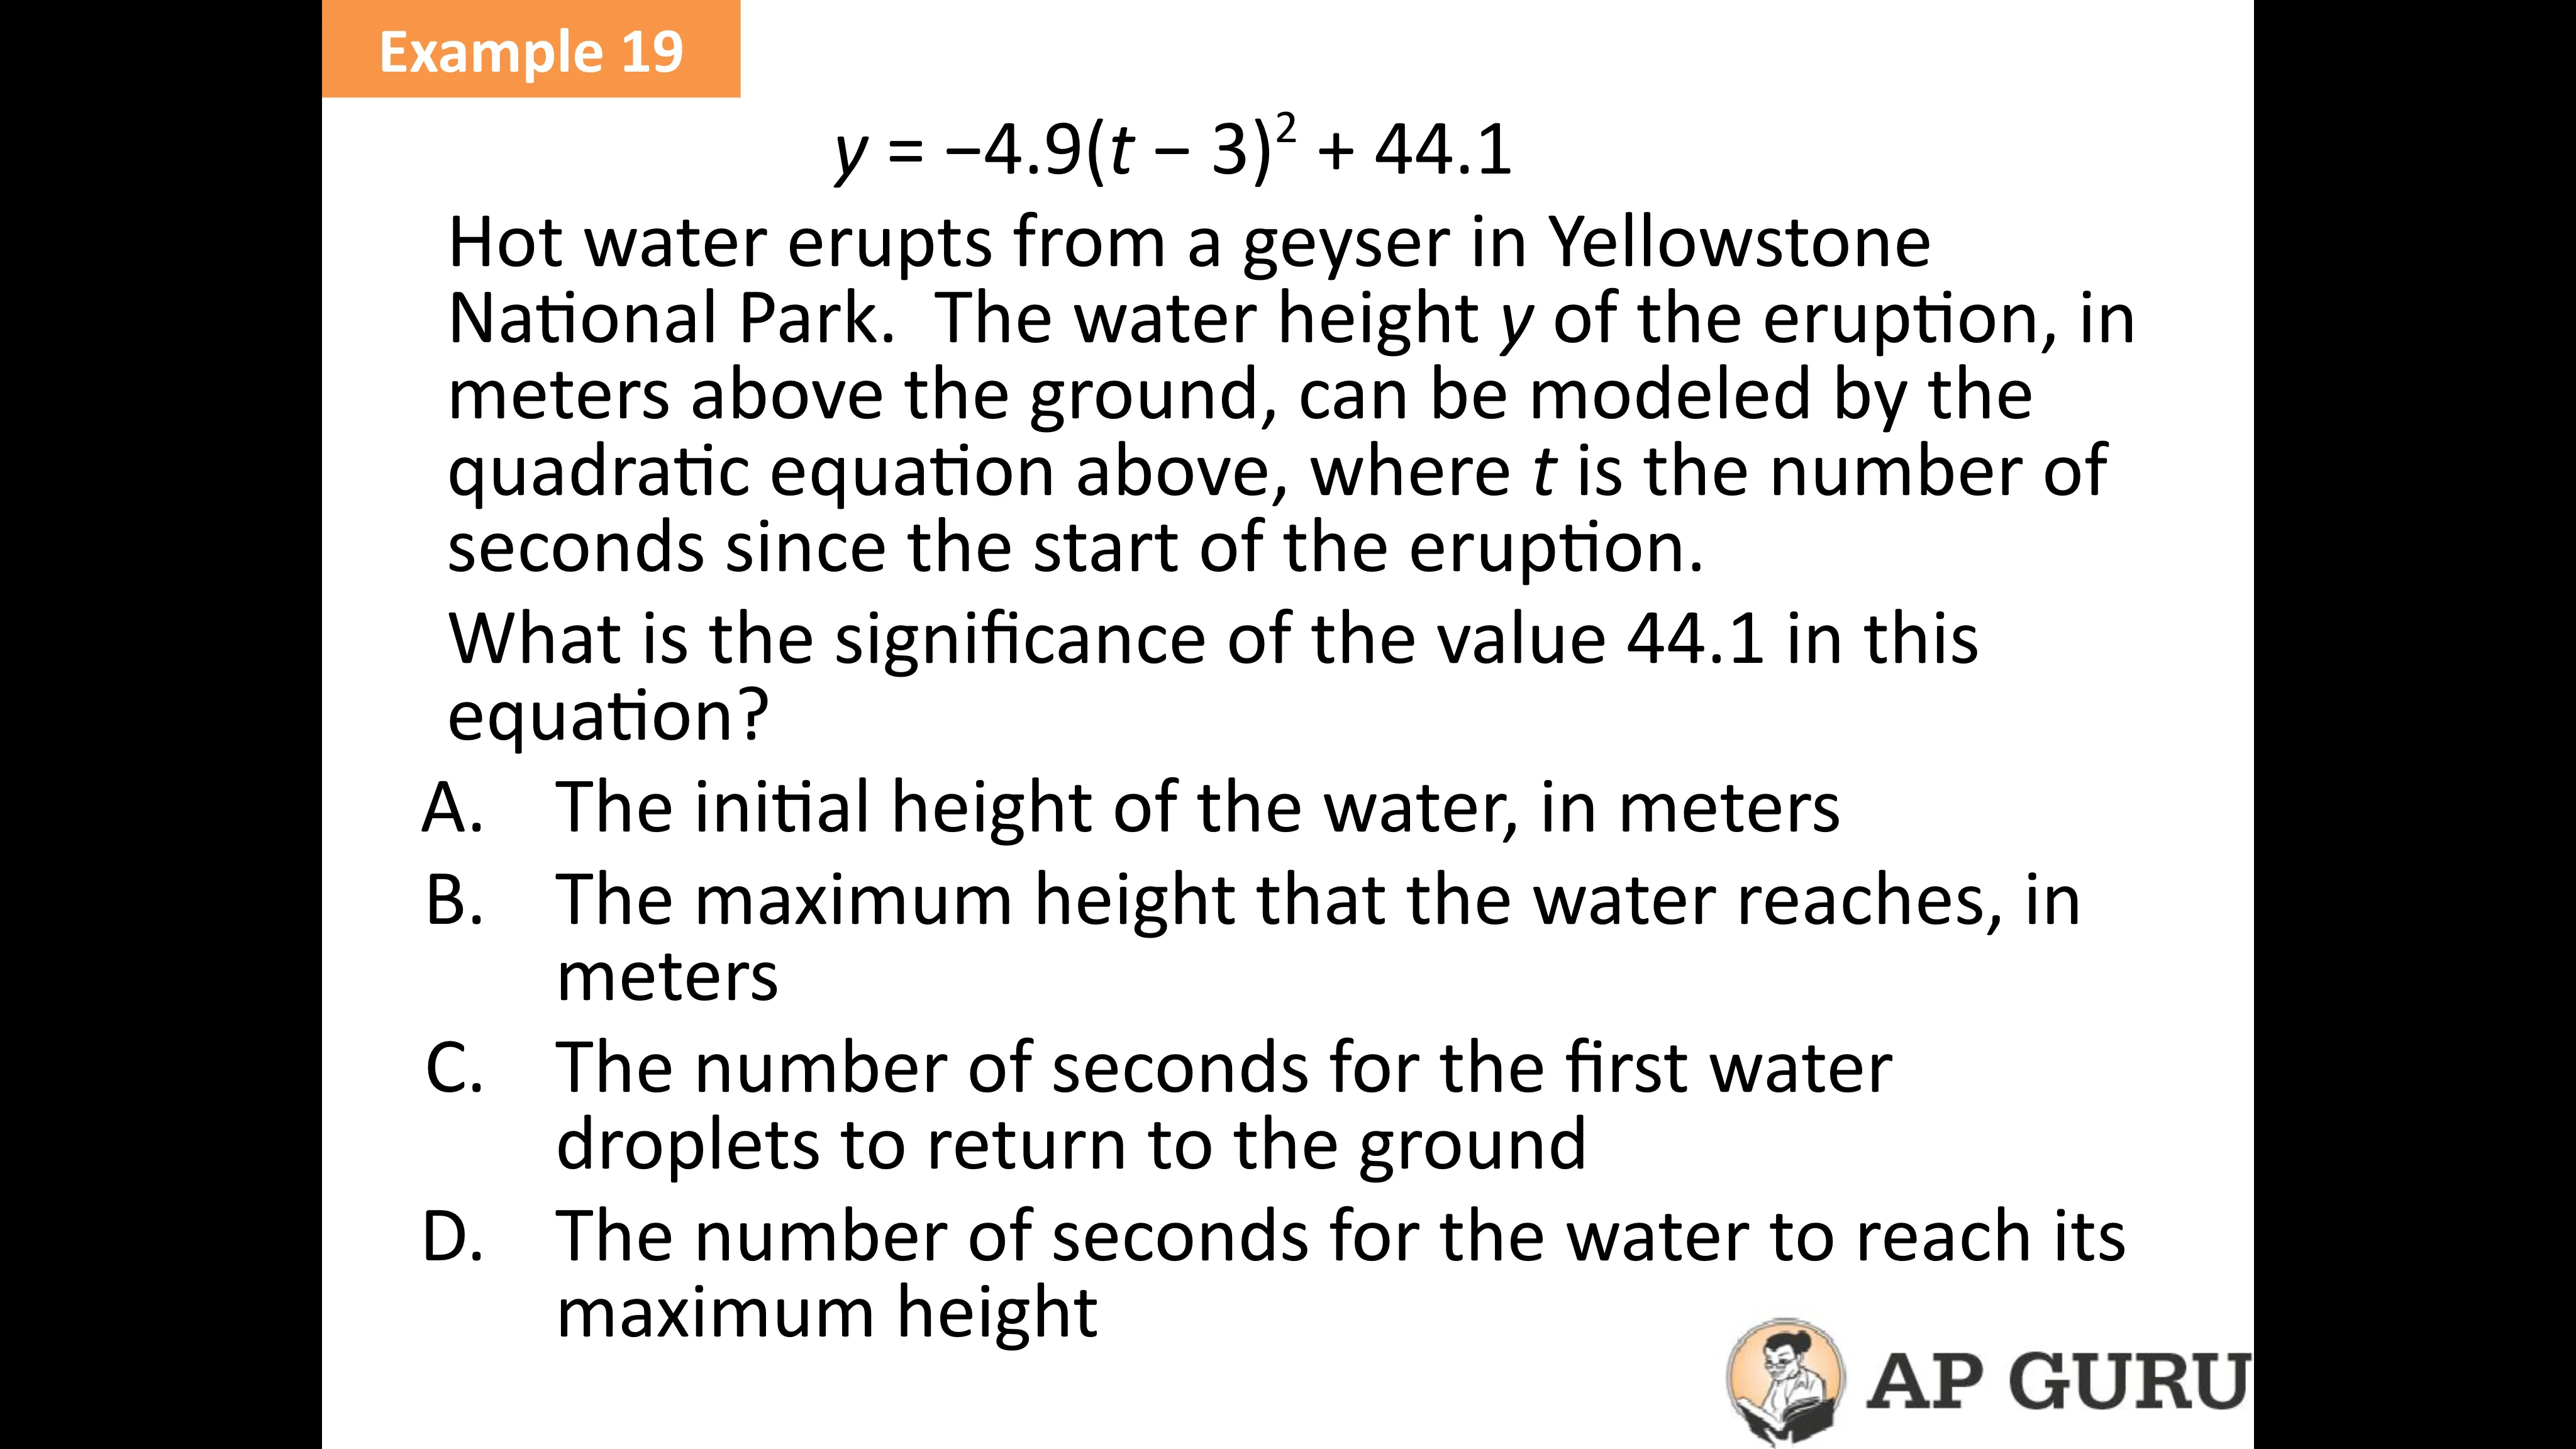 Example 19
y = −4.9(t − 3)² + 44.1
Hot water erupts from a geyser in Yellowstone
National Park.  The water height y of the eruption, in
meters above the ground, can be modeled by the
quadratic equation above, where t is the number of
seconds since the start of the eruption.
What is the significance of the value 44.1 in this
equation?
A. The initial height of the water, in meters
B. The maximum height that the water reaches, in
meters
C. The number of seconds for the first water
droplets to return to the ground
D. The number of seconds for the water to reach its
maximum height
AP GURU